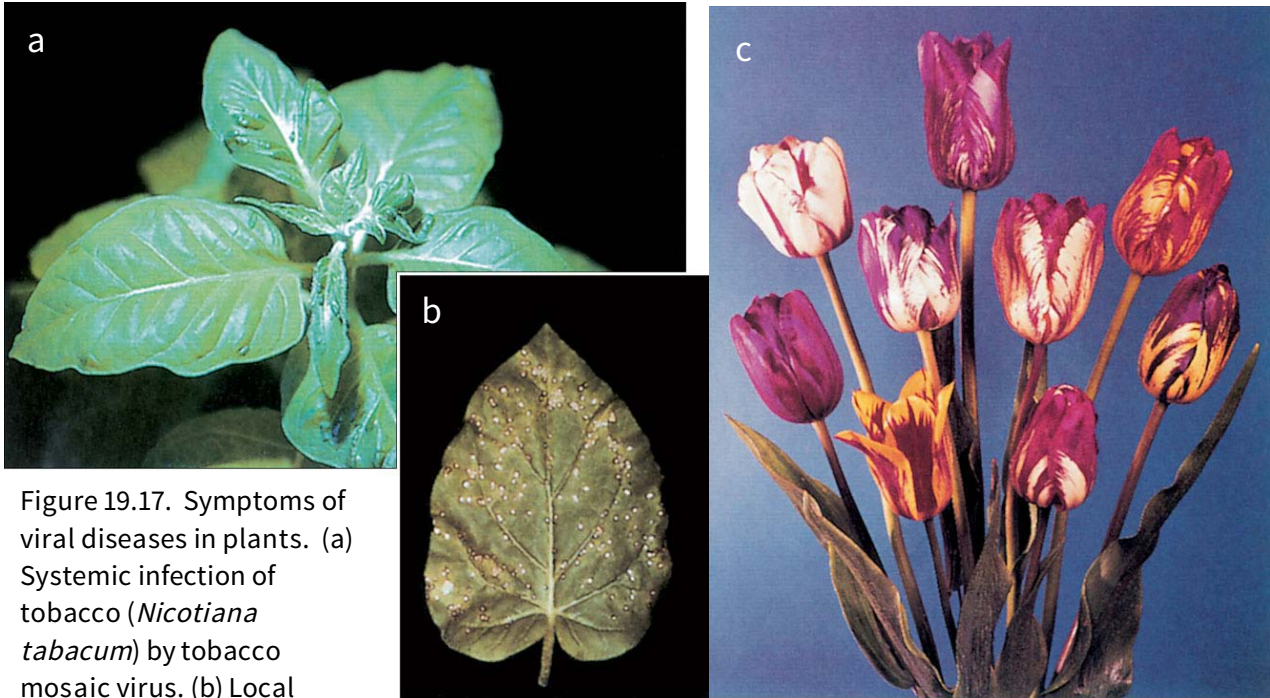 a
b
c
Figure 19.17. Symptoms of
viral diseases in plants. (a)
Systemic infection of
tobacco (Nicotiana
tabacum) by tobacco
mosaic virus. (b) Local